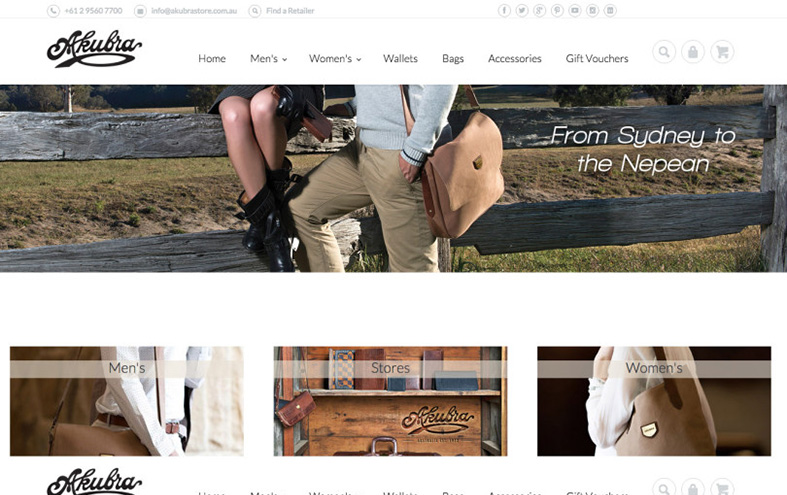 +61 2 9560 7700 info@akubrastore.com.au Find a Retailer
Akubra
Home Men's Women's Wallets Bags Accessories Gift Vouchers
From Sydney to
the Nepean
Men's Stores Women's
Akubra
Akubra
Home Men's Women's Wallets Bags Accessories Gift Vouchers